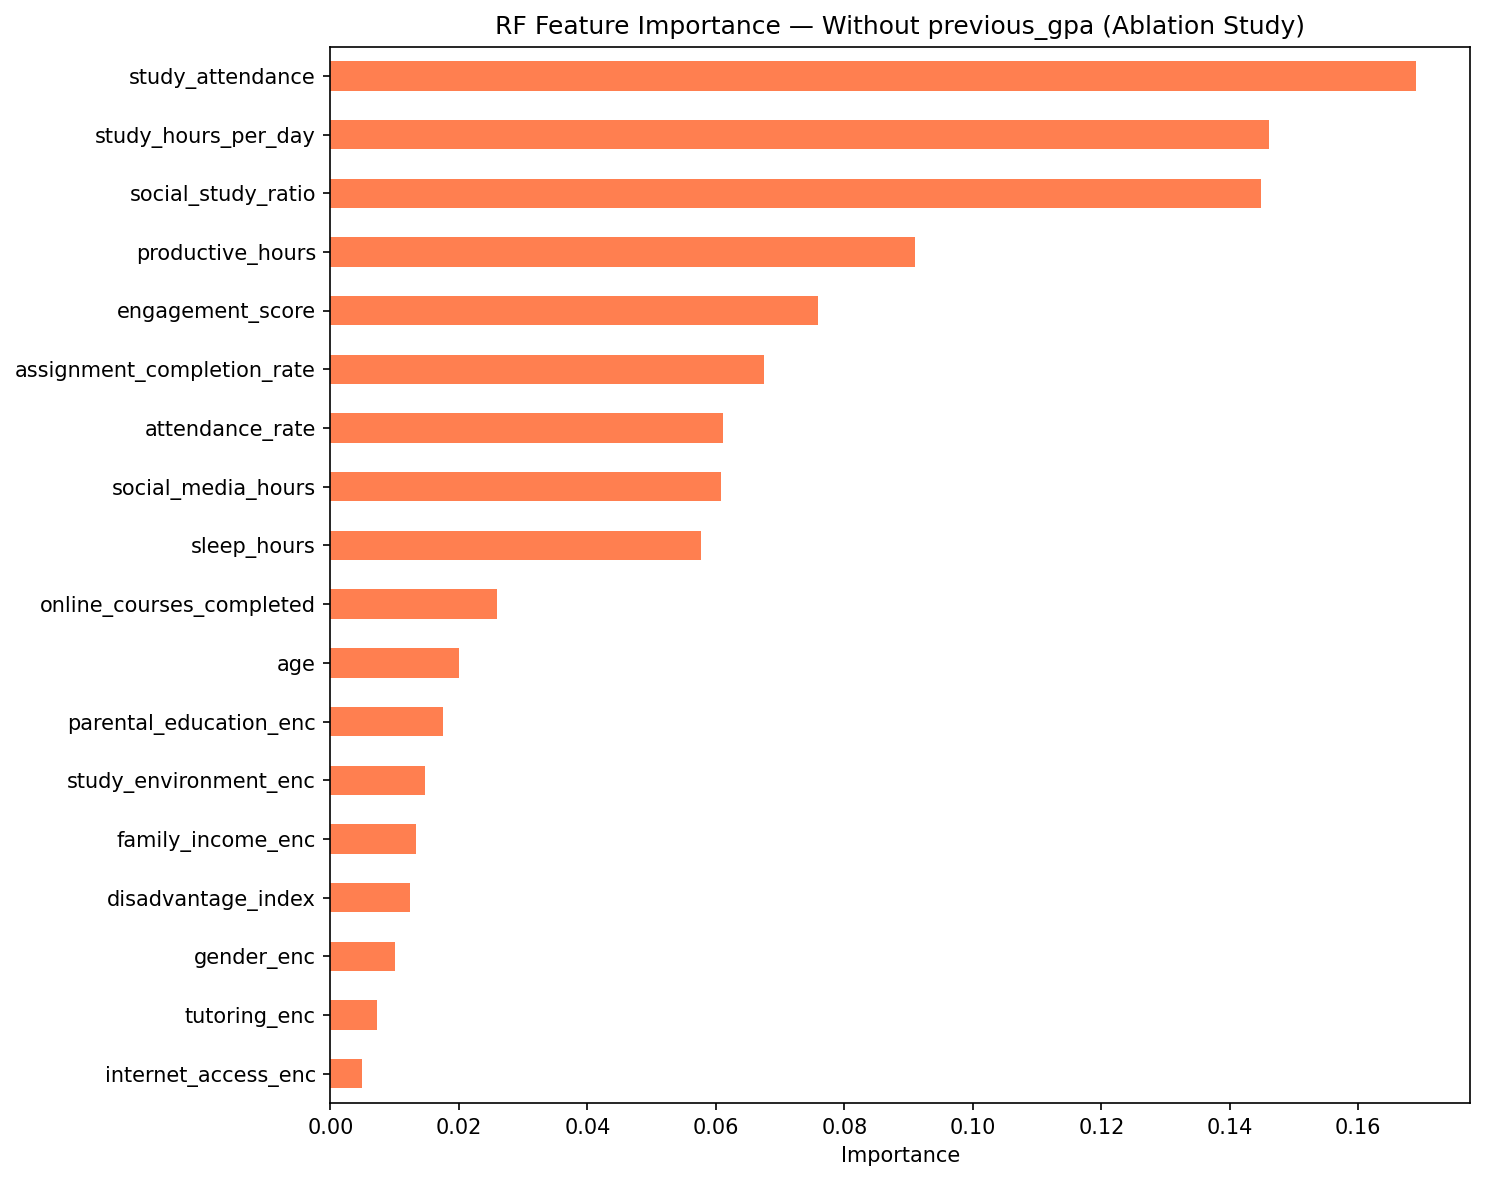 RF Feature Importance — Without previous_gpa (Ablation Study)
study_attendance
study_hours_per_day
social_study_ratio
productive_hours
engagement_score
assignment_completion_rate
attendance_rate
social_media_hours
sleep_hours
online_courses_completed
age
parental_education_enc
study_environment_enc
family_income_enc
disadvantage_index
gender_enc
tutoring_enc
internet_access_enc
0.00 0.02 0.04 0.06 0.08 0.10 0.12 0.14 0.16
Importance